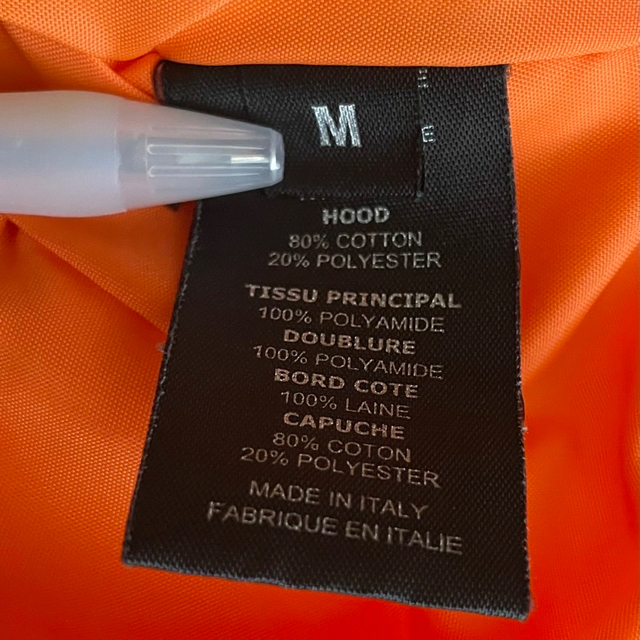 M
E
HOOD
80% COTTON
20% POLYESTER
TISSU PRINCIPAL
100% POLYAMIDE
DOUBLURE
100% POLYAMIDE
BORD COTE
100% LAINE
CAPUCHE
80% COTON
20% POLYESTER
MADE IN ITALY
FABRIQUE EN ITALIE